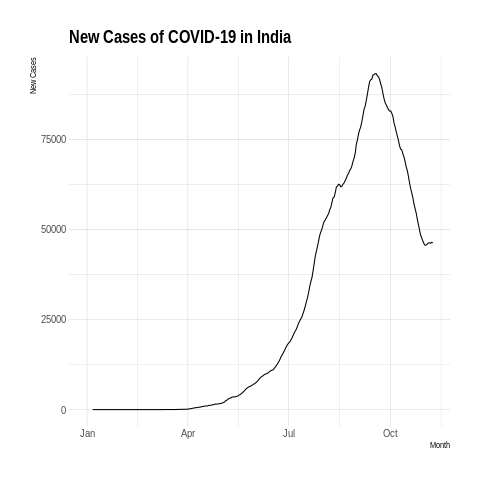 New Cases of COVID-19 in India
New Cases
75000
50000
25000
0
Jan Apr Jul Oct
Month